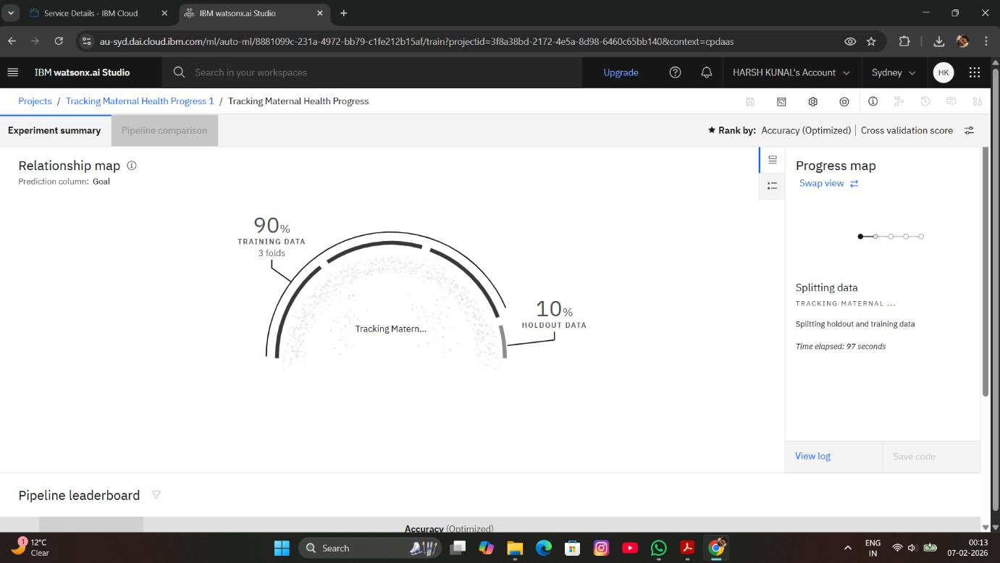 Service Details - IBM Cloud
IBM watsonx.ai Studio
au-syd.dai.cloud.ibm.com/ml/auto-ml/8881099c-231a-4972-bb79-c1fe212b15af/train?projectid=3f8a38bd-2172-4e5a-8d98-6460c65bb140&context=cpdaas
IBM watsonx.ai Studio
Search in your workspaces
Upgrade
HARSH KUNAL's Account
Sydney
HK
Projects / Tracking Maternal Health Progress 1 / Tracking Maternal Health Progress
Experiment summary
Pipeline comparison
Rank by: Accuracy (Optimized) | Cross validation score
Relationship map
Prediction column: Goal
90%
TRAINING DATA
3 folds
10%
HOLDOUT DATA
Tracking Matern...
Progress map
Swap view
Splitting data
TRACKING MATERNAL ...
Splitting holdout and training data
Time elapsed: 97 seconds
View log
Save code
Pipeline leaderboard
Accuracy (Optimized)
1
12°C
Clear
Search
ENG
IN
00:13
07-02-2026